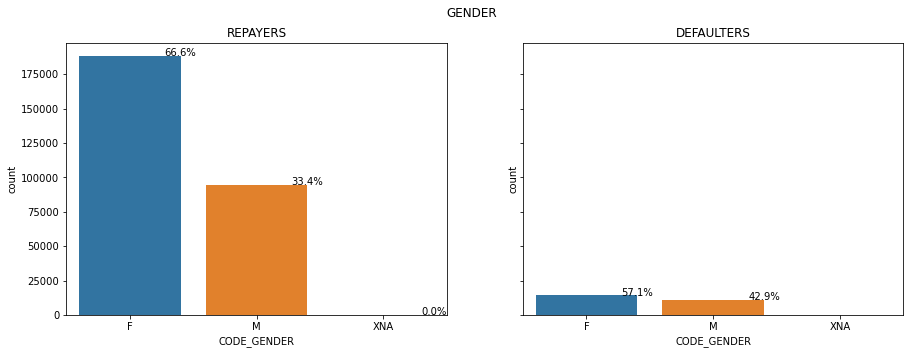 GENDER
REPAYERS
DEFAULTERS
175000
150000
125000
100000
75000
50000
25000
0
count
66.6%
33.4%
0.0%
F
M
XNA
CODE_GENDER
count
57.1%
42.9%
F
M
XNA
CODE_GENDER